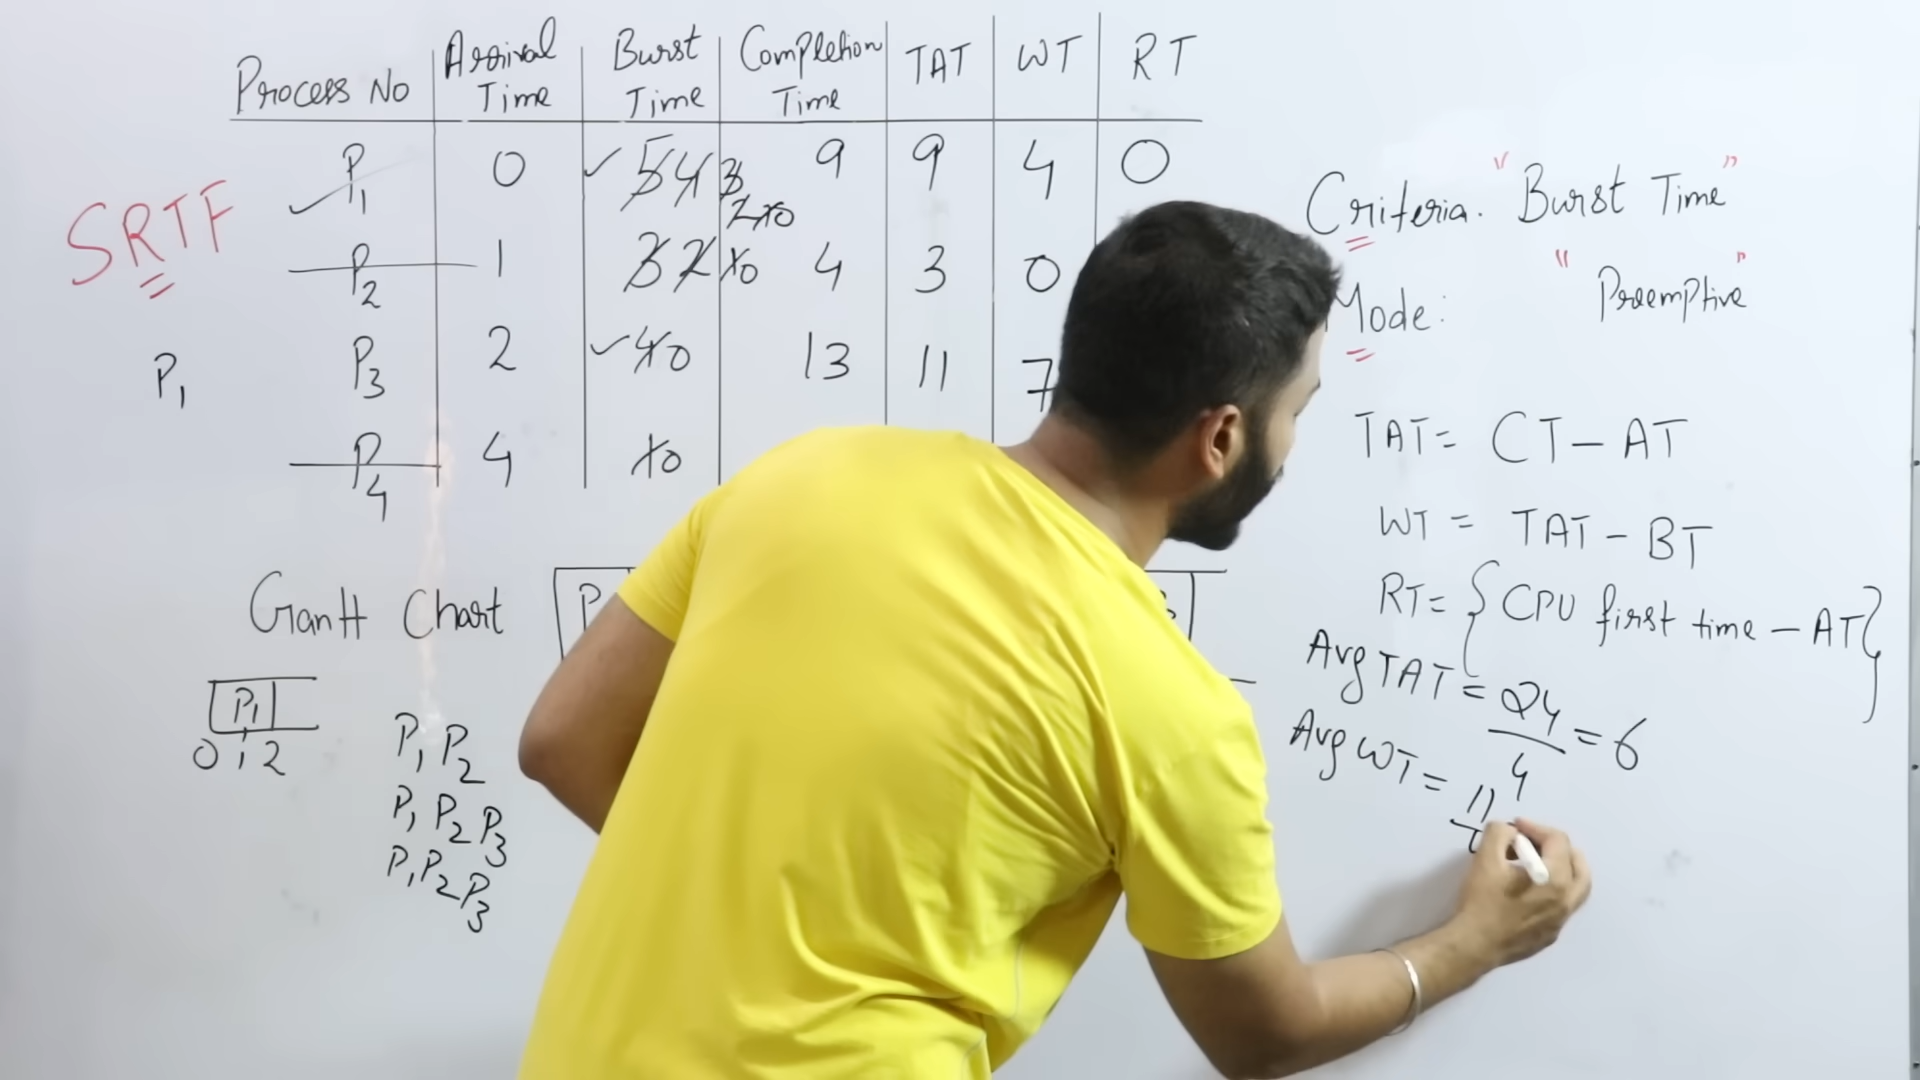 Process No Arrival Time Burst Time Completion Time TAT WT RT
P1 0 5 4 3 2 1 0 9 9 4 0
P2 1 3 2 1 0 4 3 0
P3 2 4 0 13 11 7
P4 4 1 0
SRTF
P1
Gantt Chart P
P1
0 1 2
P1 P2
P1 P2 P3
P1 P2 P3
Criteria. "Burst Time"
Mode: "Preemptive"
TAT = CT - AT
WT = TAT - BT
RT = {CPU first time - AT}
Avg TAT = 24/4 = 6
Avg WT = 11